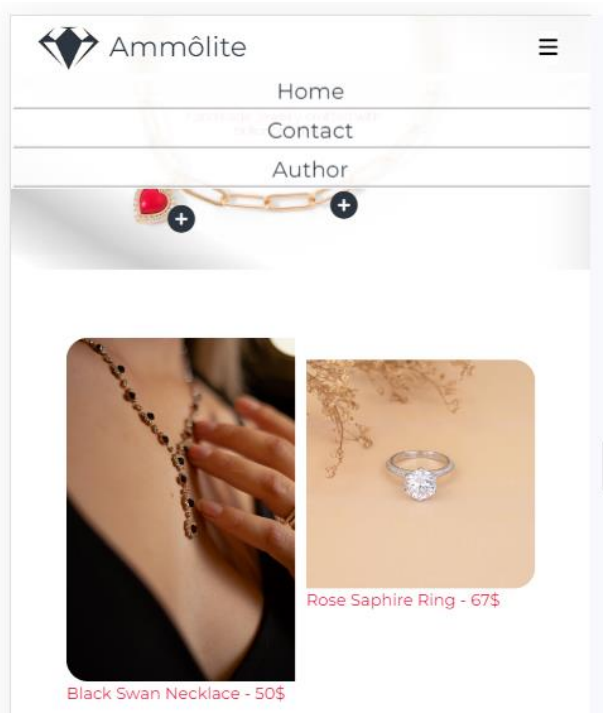 Ammôlite
Home
Contact
Author
Rose Saphire Ring - 67$
Black Swan Necklace - 50$